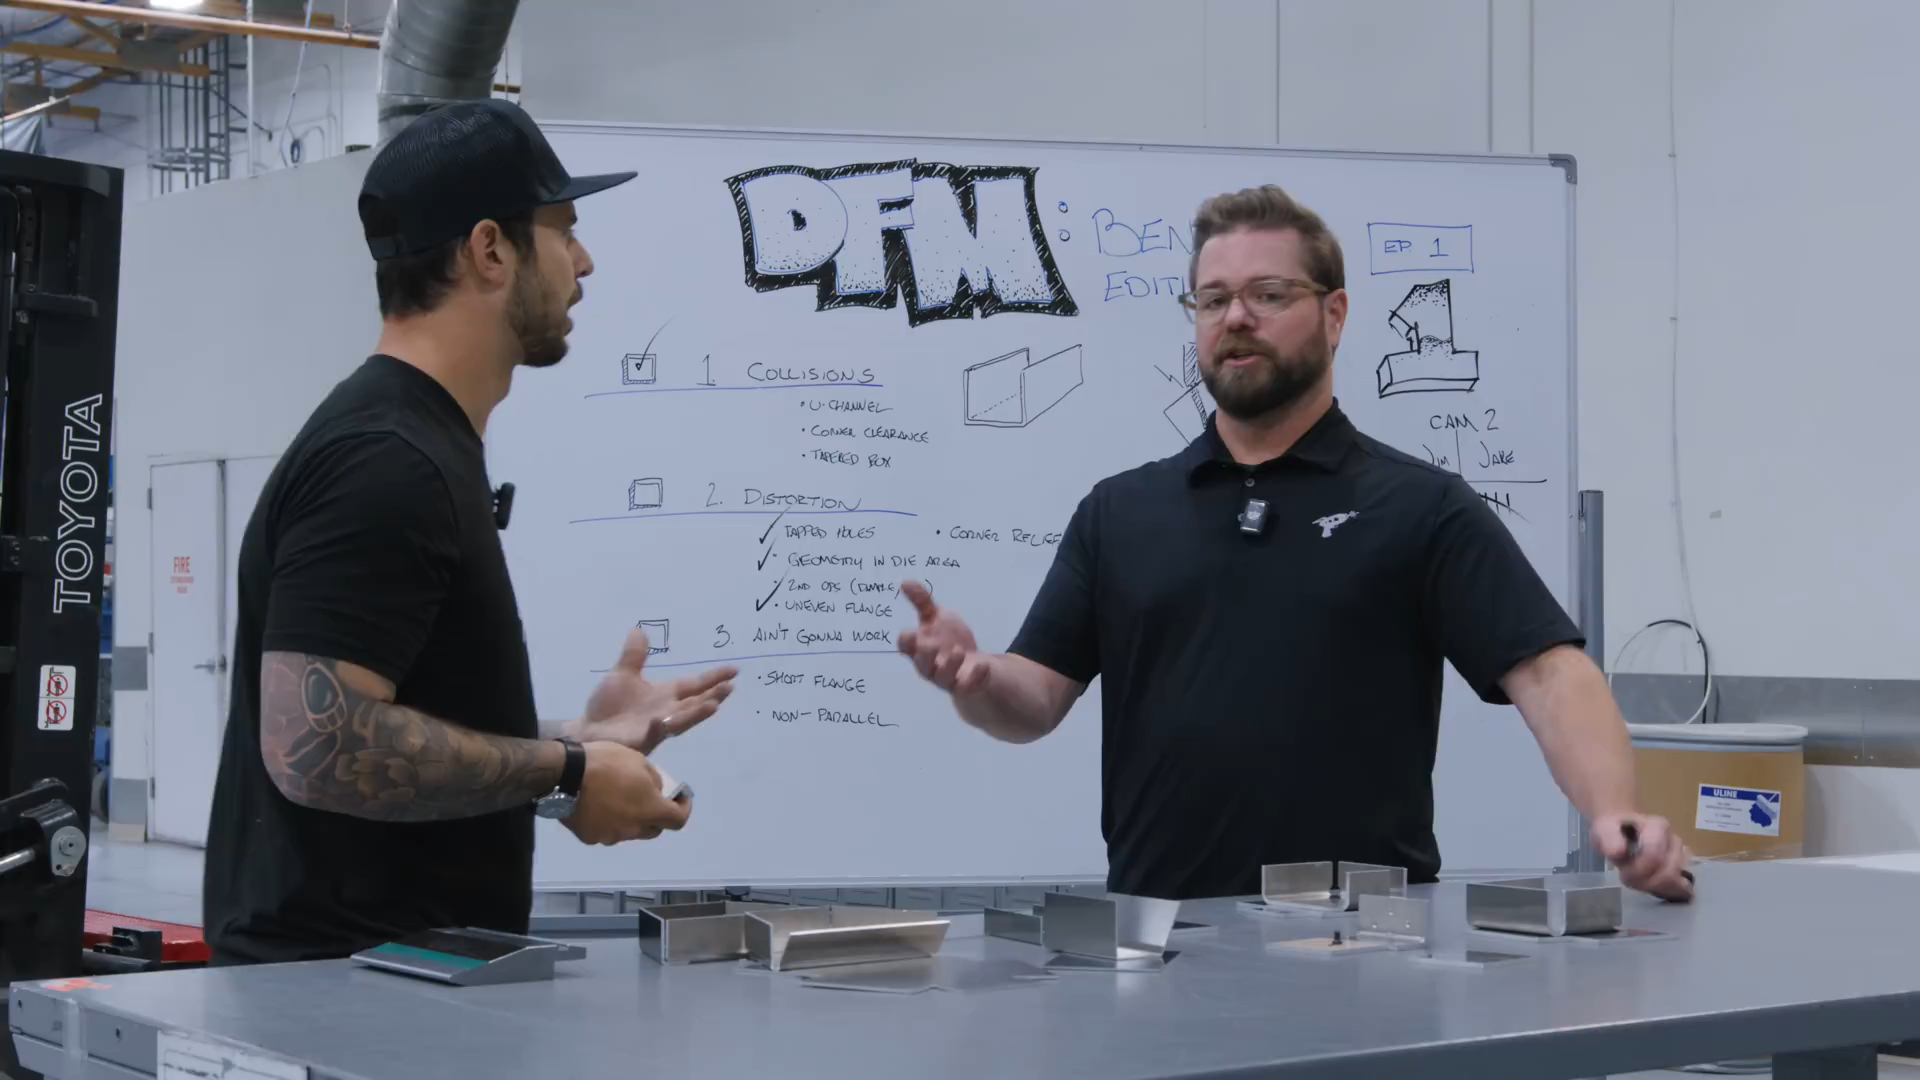 DFM:
BEN
EDITI
EP. 1
1 COLLISIONS
• U-CHANNEL
• CORNER CLEARANCE
• TAPERED BOX
CAM 2
JIM JAKE
2. DISTORTION
TAPPED HOLES
• CORNER RELIEF
• GEOMETRY IN DIE AREA
• 2ND OPS (DIMPLE,
• UNEVEN FLANGE
3. AIN'T GONNA WORK
• SHORT FLANGE
• NON-PARALLEL
TOYOTA
FIRE
ULINE